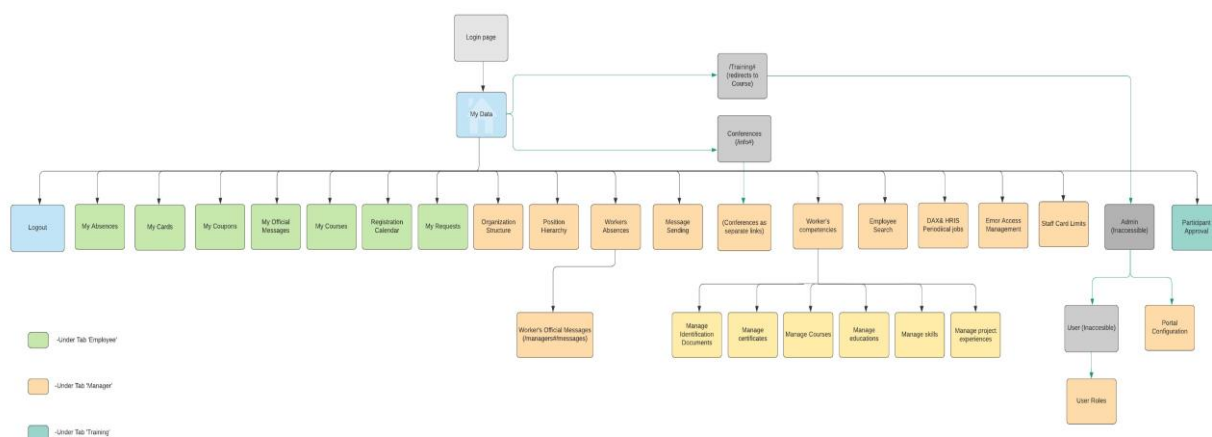 Login page
/Training#
(redirects to
Course)
My Data
Conferences
(/info#)
Logout
My Absences
My Cards
My Coupons
My Official
Messages
My Courses
Registration
Calendar
My Requests
Organization
Structure
Position
Hierarchy
Workers
Absences
Message
Sending
(Conferences as
separate links)
Worker's
competencies
Employee
Search
DAX& HRIS
Periodical jobs
Error Access
Management
Staff Card Limits
Admin
(Inaccessible)
Participant
Approval
Worker's Official Messages
(/managers#/messages)
Manage
Identification
Documents
Manage
certificates
Manage Courses
Manage
educations
Manage skills
Manage project
experiences
User (Inaccesible)
Portal
Configuration
User Roles
-Under Tab 'Employee'
-Under Tab 'Manager'
-Under Tab 'Training'